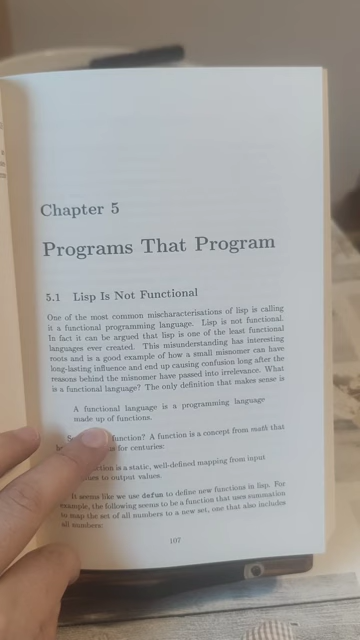 Chapter 5
Programs That Program
5.1 Lisp Is Not Functional
One of the most common mischaracterisations of lisp is calling
it a functional programming language. Lisp is not functional.
In fact it can be argued that lisp is one of the least functional
languages ever created. This misunderstanding has interesting
roots and is a good example of how a small misnomer can have
long-lasting influence and end up causing confusion long after the
reasons behind the misnomer have passed into irrelevance. What
is a functional language? The only definition that makes sense is
A functional language is a programming language
made up of functions.
function? A function is a concept from math that
for centuries:
is a static, well-defined mapping from input
to output values.
It seems like we use defun to define new functions in lisp. For
example, the following seems to be a function that uses summation
to map the set of all numbers to a new set, one that also includes
all numbers:
107